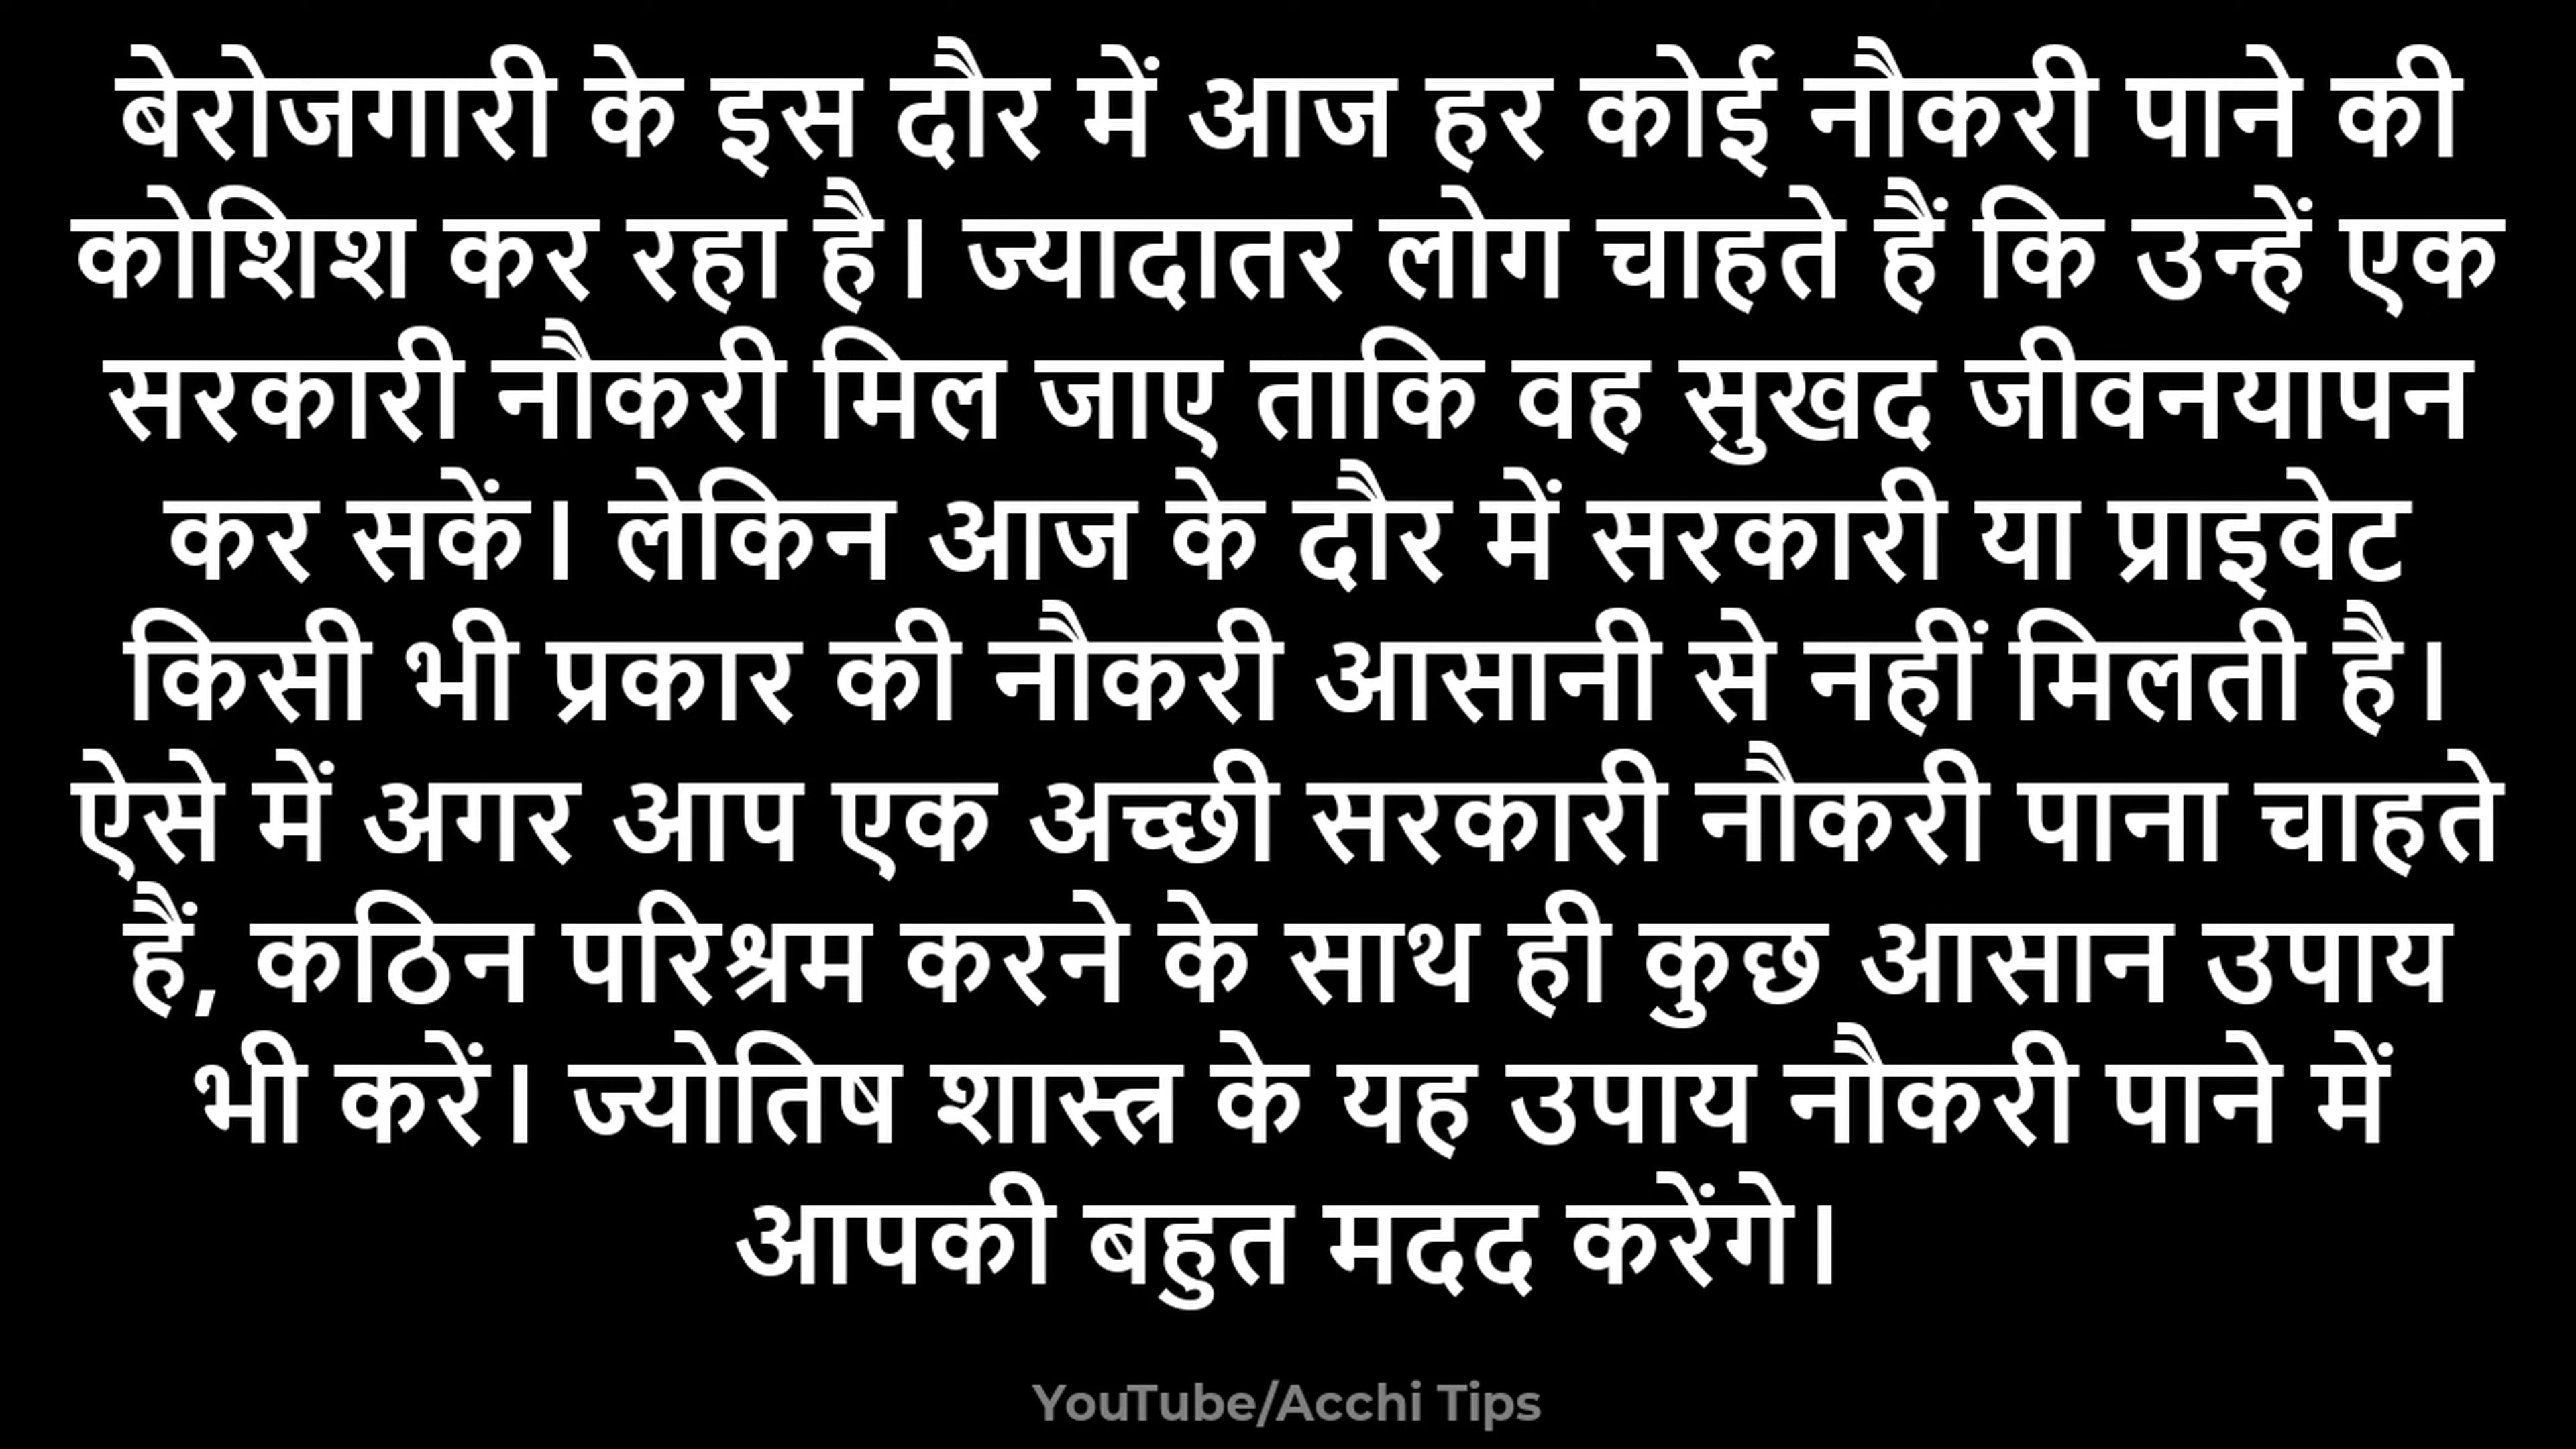 बेरोजगारी के इस दौर में आज हर कोई नौकरी पाने की
कोशिश कर रहा है। ज्यादातर लोग चाहते हैं कि उन्हें एक
सरकारी नौकरी मिल जाए ताकि वह सुखद जीवनयापन
कर सकें। लेकिन आज के दौर में सरकारी या प्राइवेट
किसी भी प्रकार की नौकरी आसानी से नहीं मिलती है।
ऐसे में अगर आप एक अच्छी सरकारी नौकरी पाना चाहते
हैं, कठिन परिश्रम करने के साथ ही कुछ आसान उपाय
भी करें। ज्योतिष शास्त्र के यह उपाय नौकरी पाने में
आपकी बहुत मदद करेंगे।
YouTube/Acchi Tips